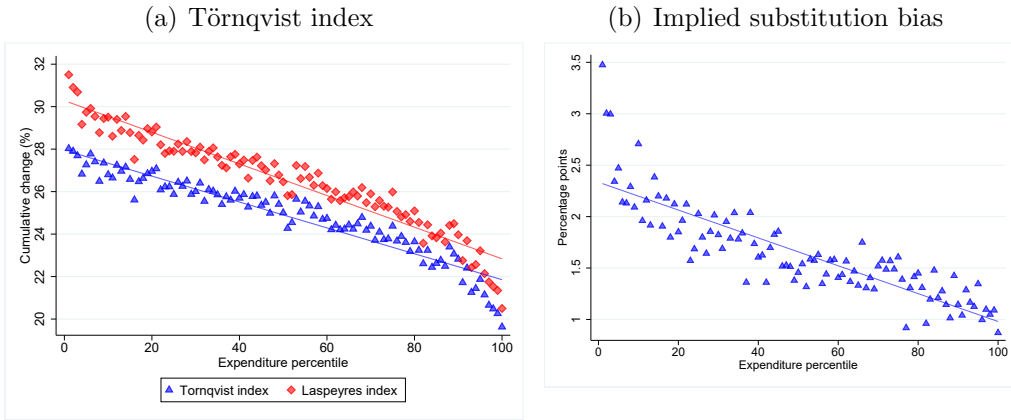 (a) Törnqvist index
32
30
28
26
24
22
20
Cumulative change (%)
0 20 40 60 80 100
Expenditure percentile
Tornqvist index Laspeyres index
(b) Implied substitution bias
3.5
3
2.5
2
1.5
1
Percentage points
0 20 40 60 80 100
Expenditure percentile